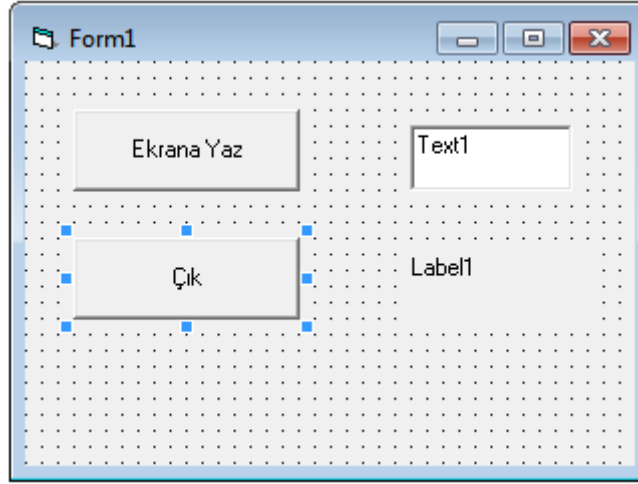 Form1
Ekrana Yaz
Text1
Çık
Label1